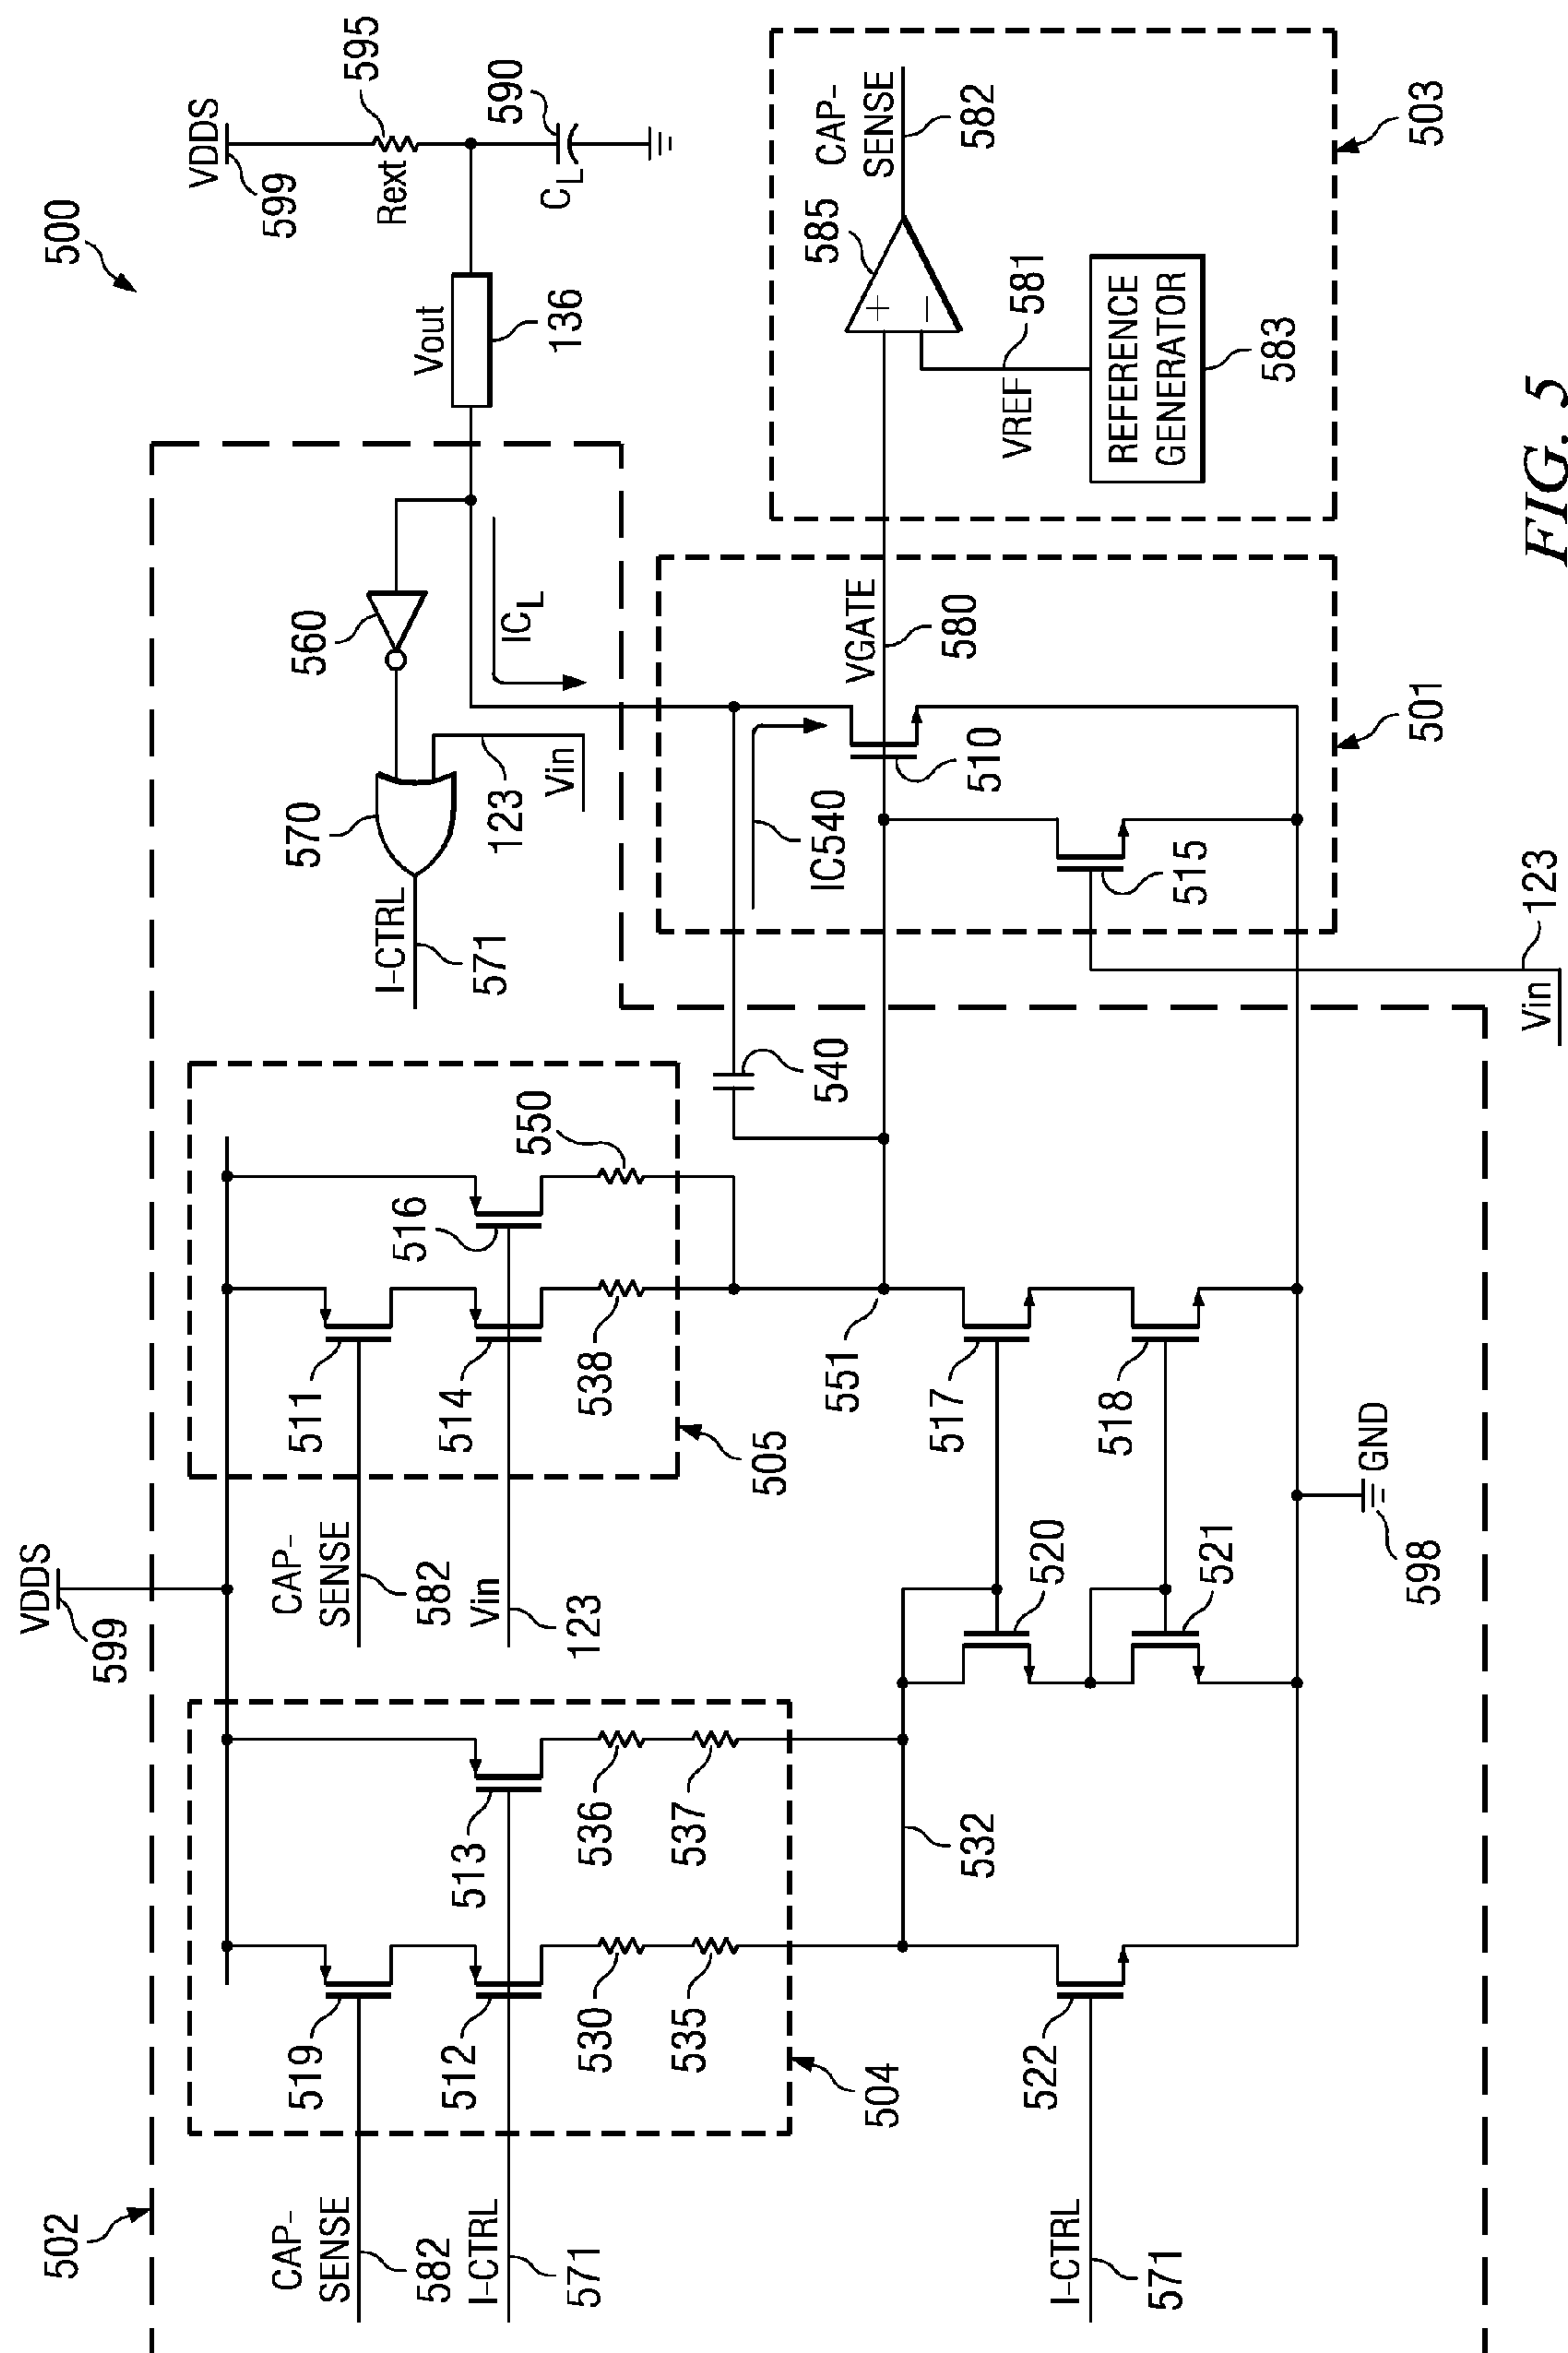 500
502
VDDS
599
VDDS
599
595
Rext
590
CL
Vout
136
560
570
I-CTRL
571
123
Vin
ICL
CAP-
SENSE
582
I-CTRL
571
519
512
513
530
535
536
537
504
CAP-
SENSE
582
Vin
123
511
514
516
538
550
505
540
IC540
VGATE
580
510
515
501
CAP-
SENSE
582
585
VREF
581
REFERENCE
GENERATOR
583
503
532
551
517
518
520
521
522
I-CTRL
571
GND
598
Vin
123
FIG. 5